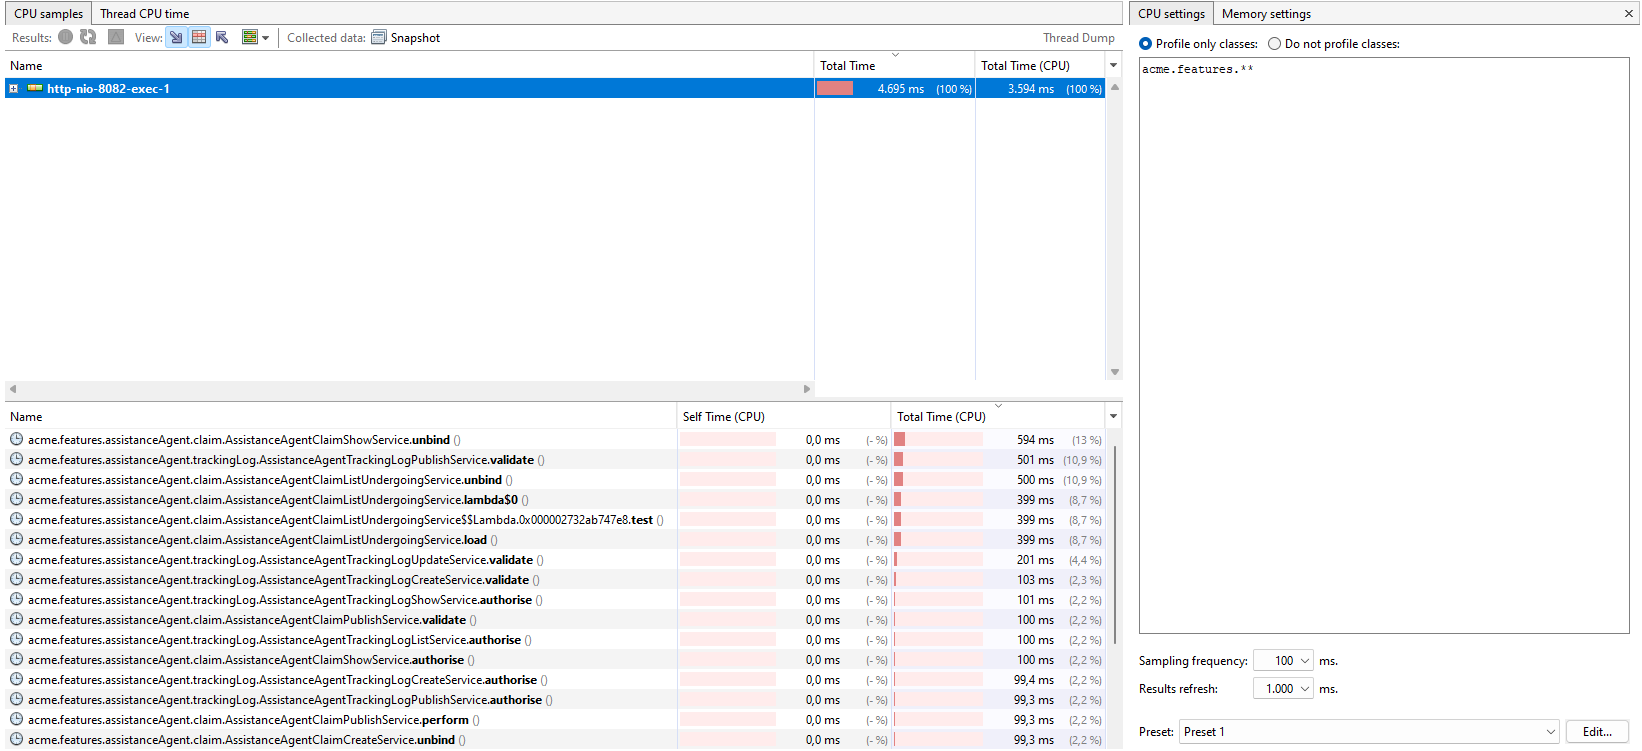 CPU samples Thread CPU time
Results: View: Collected data: Snapshot Thread Dump
Name Total Time Total Time (CPU)
http-nio-8082-exec-1 4.695 ms (100 %) 3.594 ms (100 %)
Name Self Time (CPU) Total Time (CPU)
acme.features.assistanceAgent.claim.AssistanceAgentClaimShowService.unbind () 0,0 ms (- %) 594 ms (13 %)
acme.features.assistanceAgent.trackingLog.AssistanceAgentTrackingLogPublishService.validate () 0,0 ms (- %) 501 ms (10,9 %)
acme.features.assistanceAgent.claim.AssistanceAgentClaimListUndergoingService.unbind () 0,0 ms (- %) 500 ms (10,9 %)
acme.features.assistanceAgent.claim.AssistanceAgentClaimListUndergoingService.lambda$0 () 0,0 ms (- %) 399 ms (8,7 %)
acme.features.assistanceAgent.claim.AssistanceAgentClaimListUndergoingService$$Lambda.0x000002732ab747e8.test () 0,0 ms (- %) 399 ms (8,7 %)
acme.features.assistanceAgent.claim.AssistanceAgentClaimListUndergoingService.load () 0,0 ms (- %) 399 ms (8,7 %)
acme.features.assistanceAgent.trackingLog.AssistanceAgentTrackingLogUpdateService.validate () 0,0 ms (- %) 201 ms (4,4 %)
acme.features.assistanceAgent.trackingLog.AssistanceAgentTrackingLogCreateService.validate () 0,0 ms (- %) 103 ms (2,3 %)
acme.features.assistanceAgent.trackingLog.AssistanceAgentTrackingLogShowService.authorise () 0,0 ms (- %) 101 ms (2,2 %)
acme.features.assistanceAgent.claim.AssistanceAgentClaimPublishService.validate () 0,0 ms (- %) 100 ms (2,2 %)
acme.features.assistanceAgent.trackingLog.AssistanceAgentTrackingLogListService.authorise () 0,0 ms (- %) 100 ms (2,2 %)
acme.features.assistanceAgent.claim.AssistanceAgentClaimShowService.authorise () 0,0 ms (- %) 100 ms (2,2 %)
acme.features.assistanceAgent.trackingLog.AssistanceAgentTrackingLogCreateService.authorise () 0,0 ms (- %) 99,4 ms (2,2 %)
acme.features.assistanceAgent.trackingLog.AssistanceAgentTrackingLogPublishService.authorise () 0,0 ms (- %) 99,3 ms (2,2 %)
acme.features.assistanceAgent.claim.AssistanceAgentClaimPublishService.perform () 0,0 ms (- %) 99,3 ms (2,2 %)
acme.features.assistanceAgent.claim.AssistanceAgentClaimCreateService.unbind () 0,0 ms (- %) 99,3 ms (2,2 %)
CPU settings Memory settings
Profile only classes: Do not profile classes:
acme.features.**
Sampling frequency: 100 ms.
Results refresh: 1.000 ms.
Preset: Preset 1 Edit...